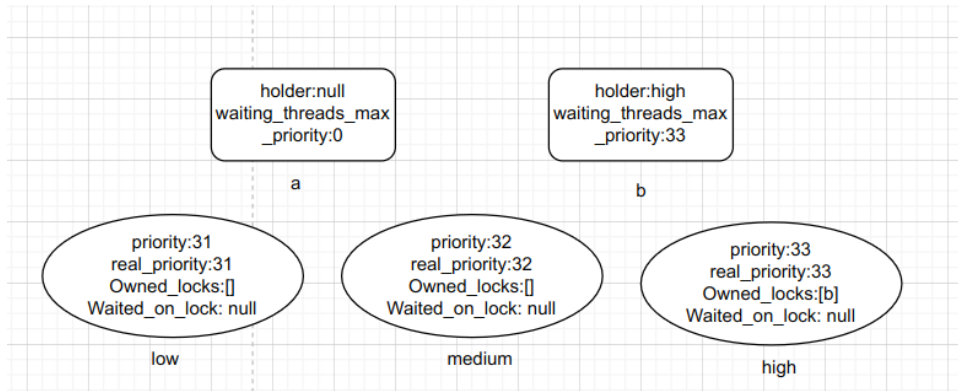 holder:null
waiting_threads_max
_priority:0
a
holder:high
waiting_threads_max
_priority:33
b
priority:31
real_priority:31
Owned_locks:[]
Waited_on_lock: null
low
priority:32
real_priority:32
Owned_locks:[]
Waited_on_lock: null
medium
priority:33
real_priority:33
Owned_locks:[b]
Waited_on_lock: null
high